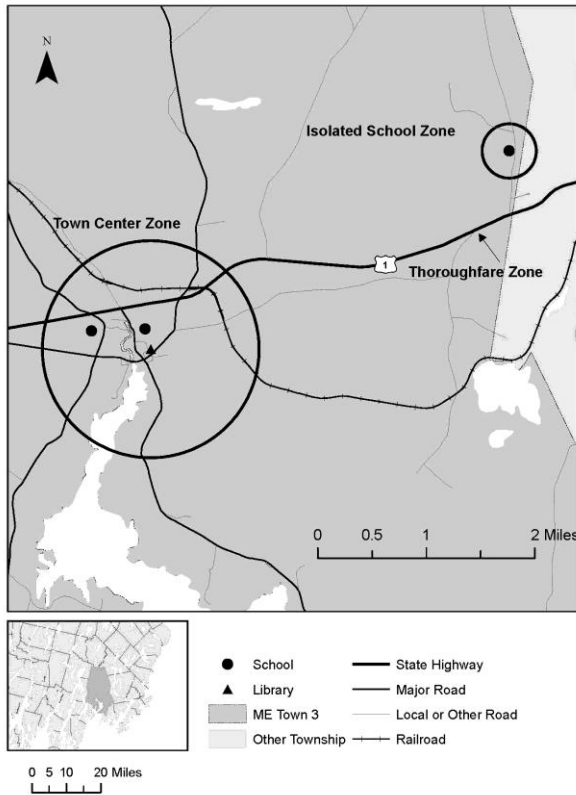 N
Isolated School Zone
Town Center Zone
1
Thoroughfare Zone
0 0.5 1 2 Miles
School
State Highway
Library
Major Road
ME Town 3
Local or Other Road
Other Township
Railroad
0 5 10 20 Miles